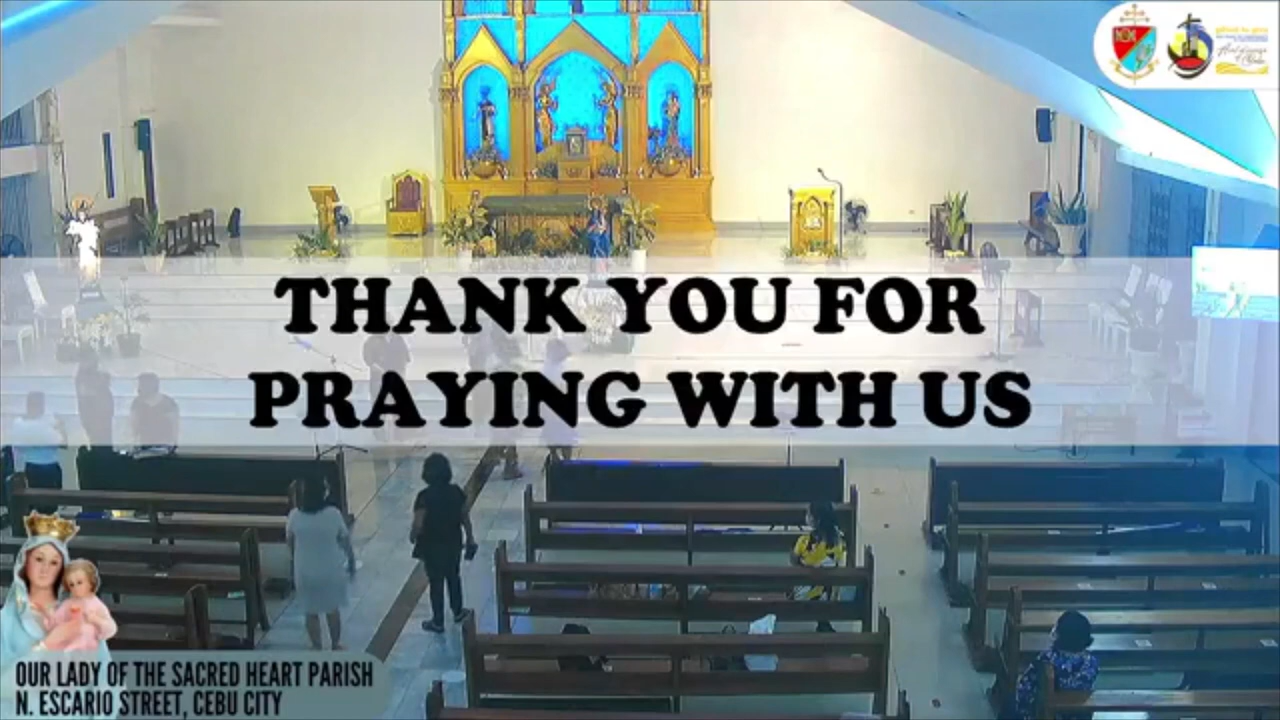 THANK YOU FOR
PRAYING WITH US
OUR LADY OF THE SACRED HEART PARISH
N. ESCARIO STREET, CEBU CITY